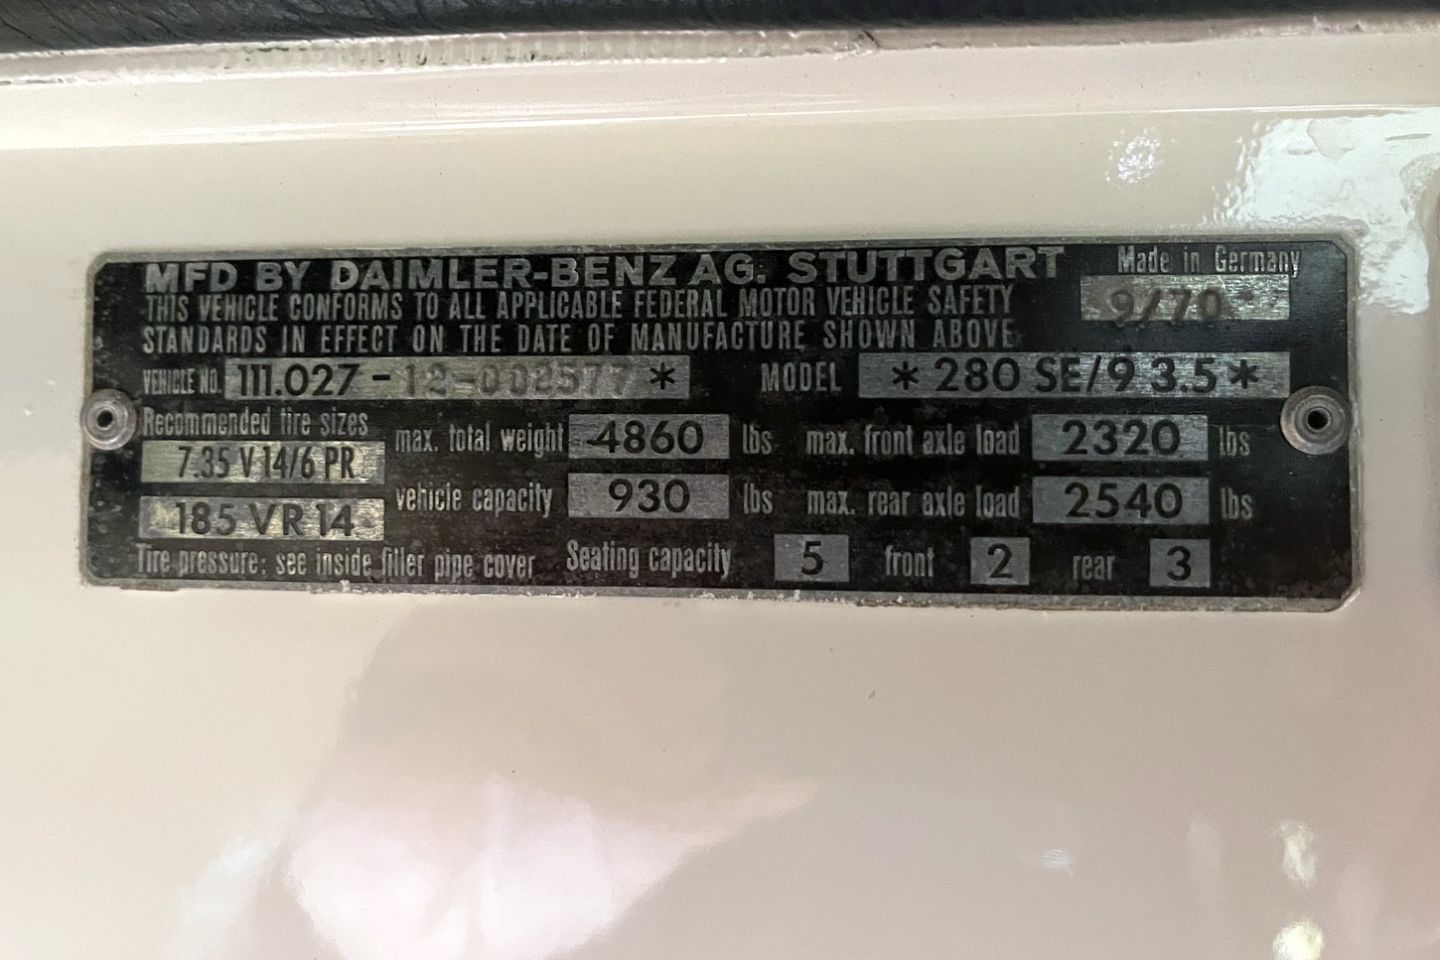 MFD BY DAIMLER-BENZ AG. STUTTGART Made in Germany
THIS VEHICLE CONFORMS TO ALL APPLICABLE FEDERAL MOTOR VEHICLE SAFETY 9/70
STANDARDS IN EFFECT ON THE DATE OF MANUFACTURE SHOWN ABOVE
VEHICLE NO. 111.027-12-002577* MODEL *280 SE/9 3.5*
Recommended tire sizes max. total weight 4860 lbs max. front axle load 2320 lbs
7.35 V 14/6 PR
185 VR 14 vehicle capacity 930 lbs max. rear axle load 2540 lbs
Tire pressure: see inside filler pipe cover Seating capacity 5 front 2 rear 3